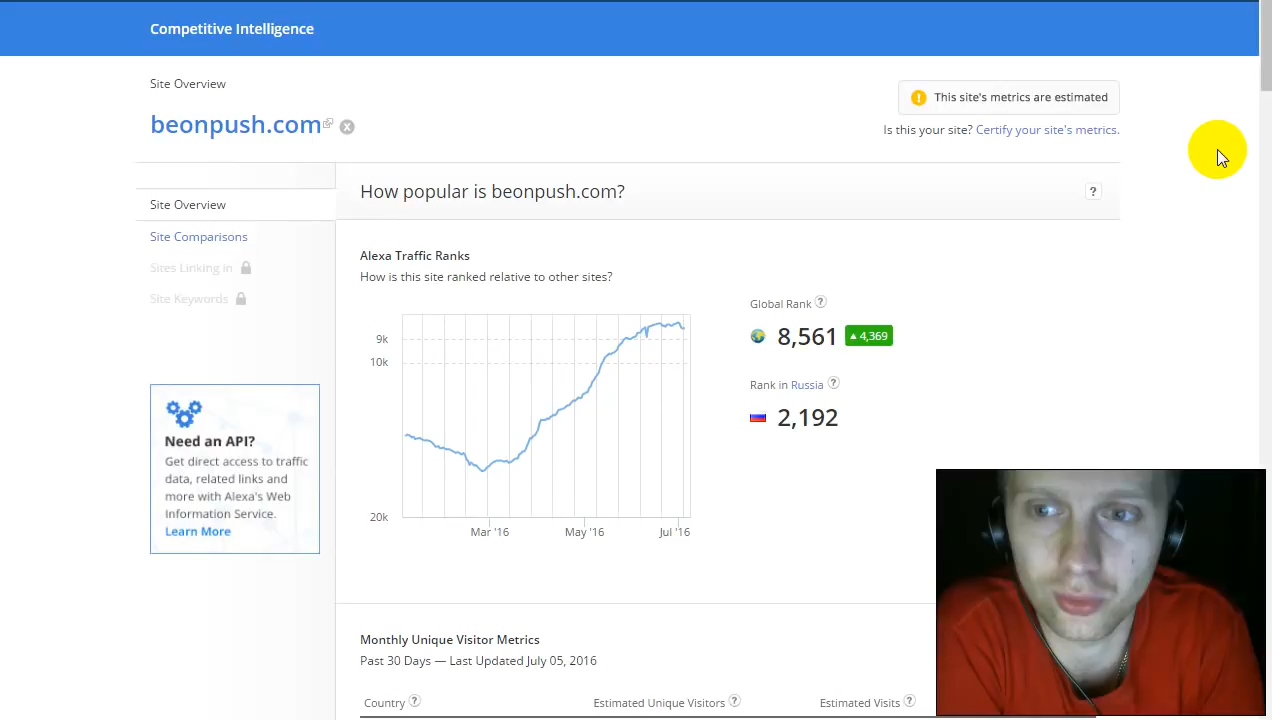 Competitive Intelligence
Site Overview
This site's metrics are estimated
beonpush.com
Is this your site? Certify your site's metrics.
How popular is beonpush.com?
?
Site Overview
Site Comparisons
Sites Linking in
Site Keywords
Alexa Traffic Ranks
How is this site ranked relative to other sites?
9k
10k
20k
Mar '16
May '16
Jul '16
Global Rank ?
8,561 4,369
Rank in Russia ?
2,192
Need an API?
Get direct access to traffic
data, related links and
more with Alexa's Web
Information Service.
Learn More
Monthly Unique Visitor Metrics
Past 30 Days — Last Updated July 05, 2016
Country ?
Estimated Unique Visitors ?
Estimated Visits ?